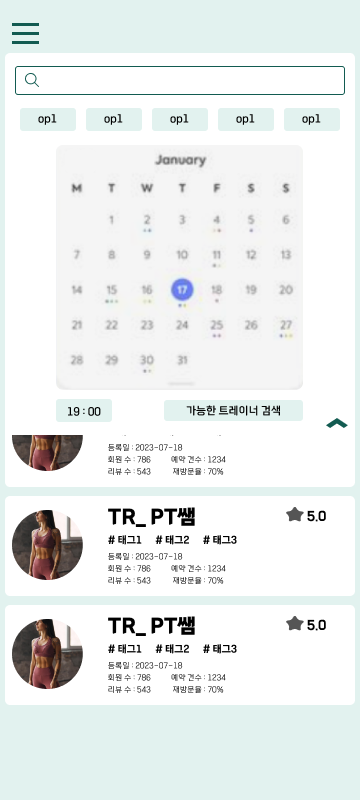 op1 op1 op1 op1 op1
January
M T W T F S S
1 2 3 4 5 6
7 8 9 10 11 12 13
14 15 16 17 18 19 20
21 22 23 24 25 26 27
28 29 30 31
19 : 00 가능한 트레이너 검색
등록일 : 2023-07-18
회원 수 : 786 예약 건수 : 1234
리뷰 수 : 543 재방문율 : 70%
TR_ PT쌤 5.0
# 태그1 # 태그2 # 태그3
등록일 : 2023-07-18
회원 수 : 786 예약 건수 : 1234
리뷰 수 : 543 재방문율 : 70%
TR_ PT쌤 5.0
# 태그1 # 태그2 # 태그3
등록일 : 2023-07-18
회원 수 : 786 예약 건수 : 1234
리뷰 수 : 543 재방문율 : 70%